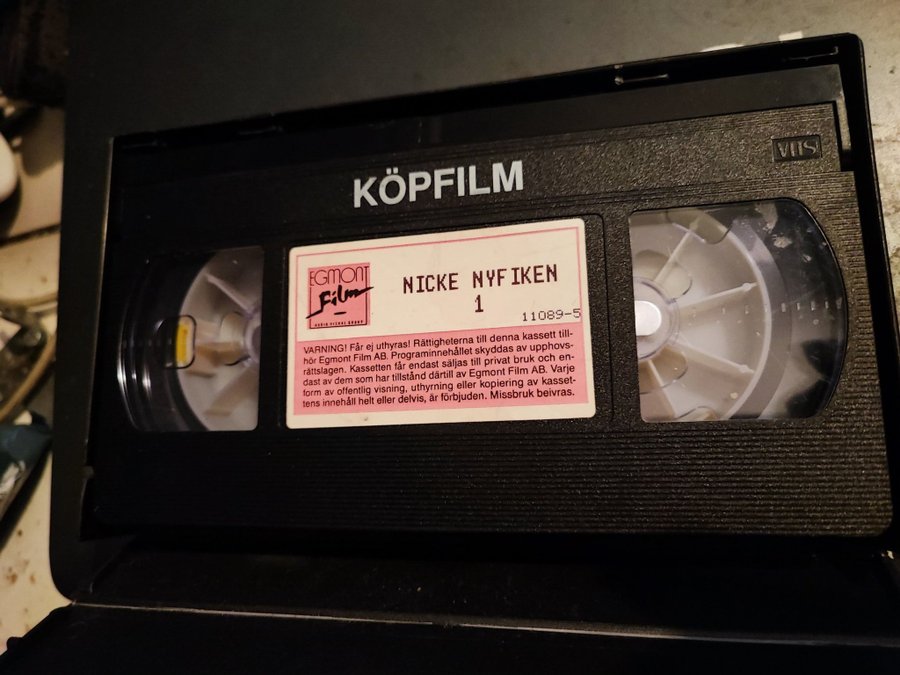 VHS
KÖPFILM
EGMONT
Film
AUDIO VISUAL GROUP
NICKE NYFIKEN
1
11089-5
VARNING! Får ej uthyras! Rättigheterna till denna kassett till-
hör Egmont Film AB. Programinnehållet skyddas av upphovs-
rättslagen. Kassetten får endast säljas till privat bruk och en-
dast av dem som har tillstånd därtill av Egmont Film AB. Varje
form av offentlig visning, uthyrning eller kopiering av kasset-
tens innehåll helt eller delvis, är förbjuden. Missbruk beivras.